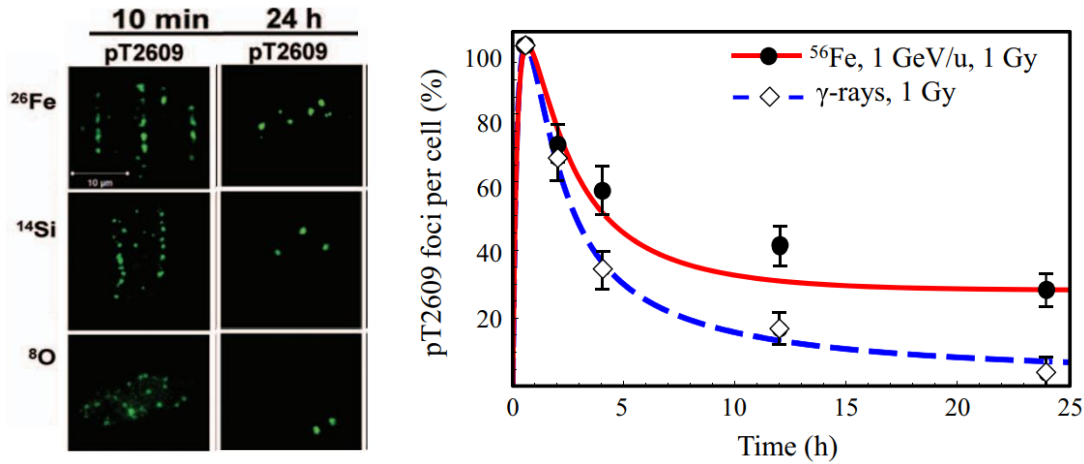 10 min 24 h
pT2609 pT2609
²⁶Fe
10 µm
¹⁴Si
⁸O
pT2609 foci per cell (%)
100
80
60
40
20
⁵⁶Fe, 1 GeV/u, 1 Gy
γ-rays, 1 Gy
0 5 10 15 20 25
Time (h)